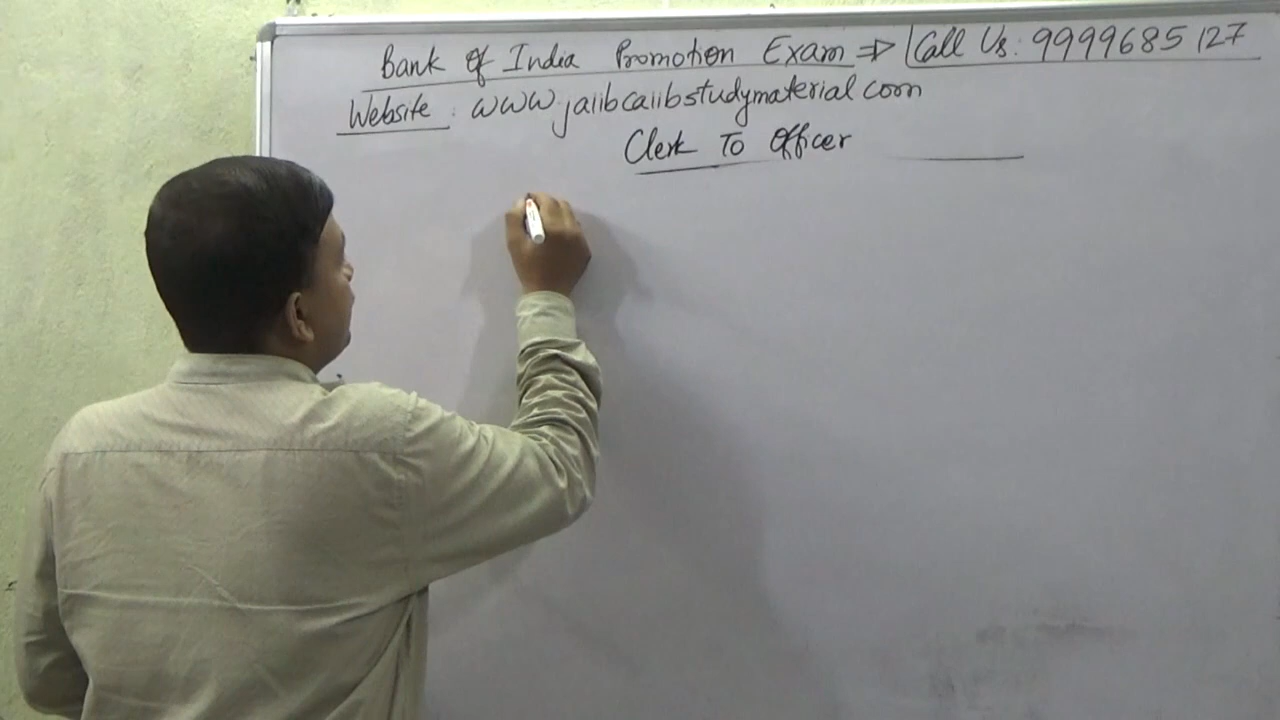 Bank of India Promotion Exam ⇒ Call Us: 9999685127
Website: www.jaiibcaiibstudymaterial.com
Clerk To Officer